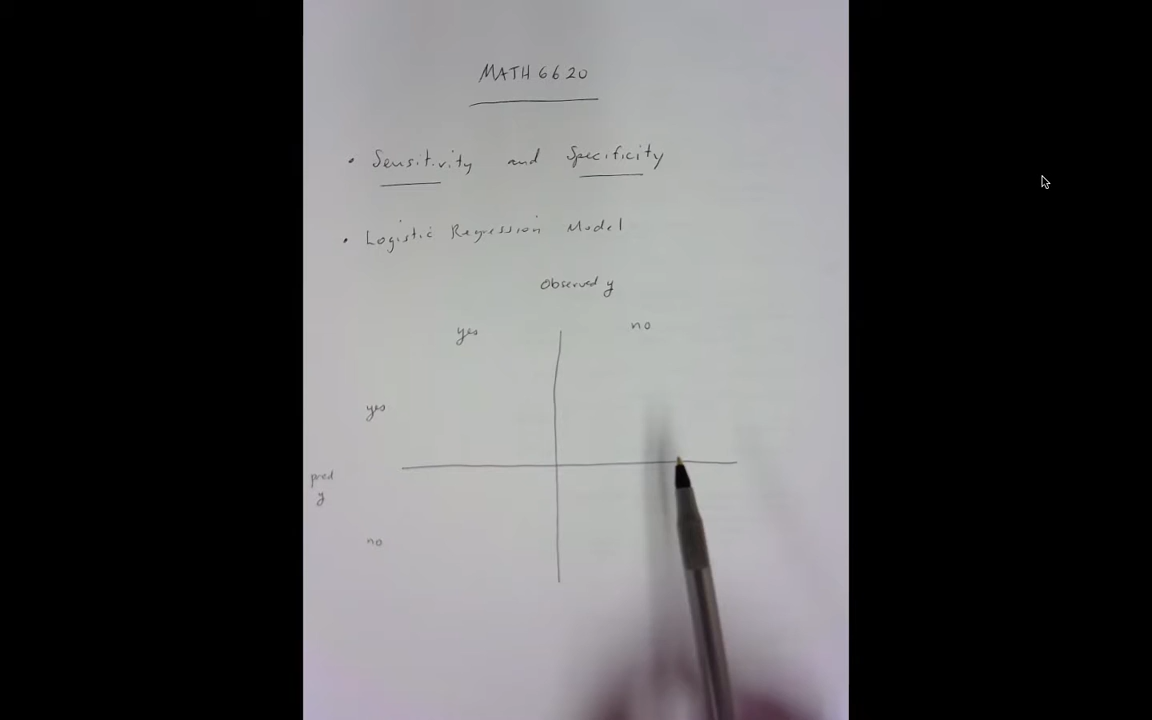 MATH 6620
• Sensitivity and Specificity
• Logistic Regression Model
Observed y
yes no
yes
pred
y
no